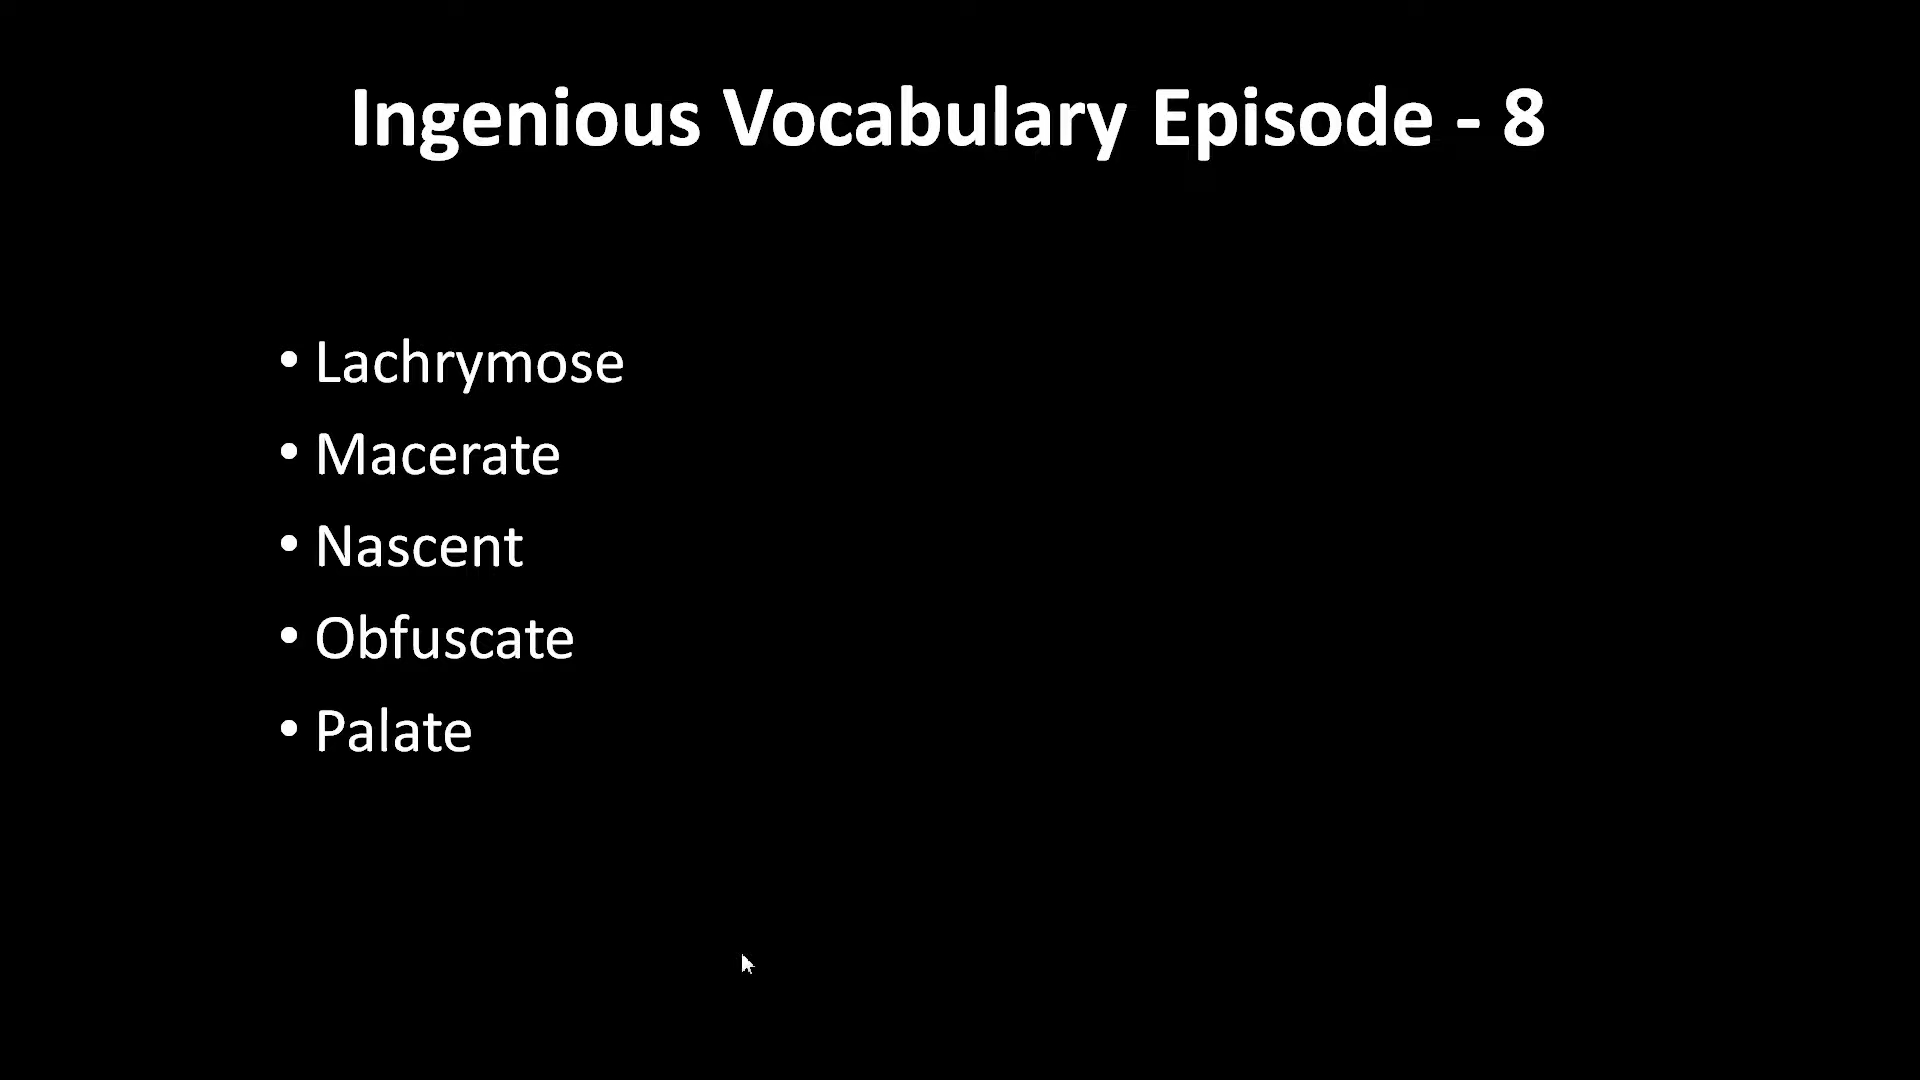 Ingenious Vocabulary Episode - 8
• Lachrymose
• Macerate
• Nascent
• Obfuscate
• Palate